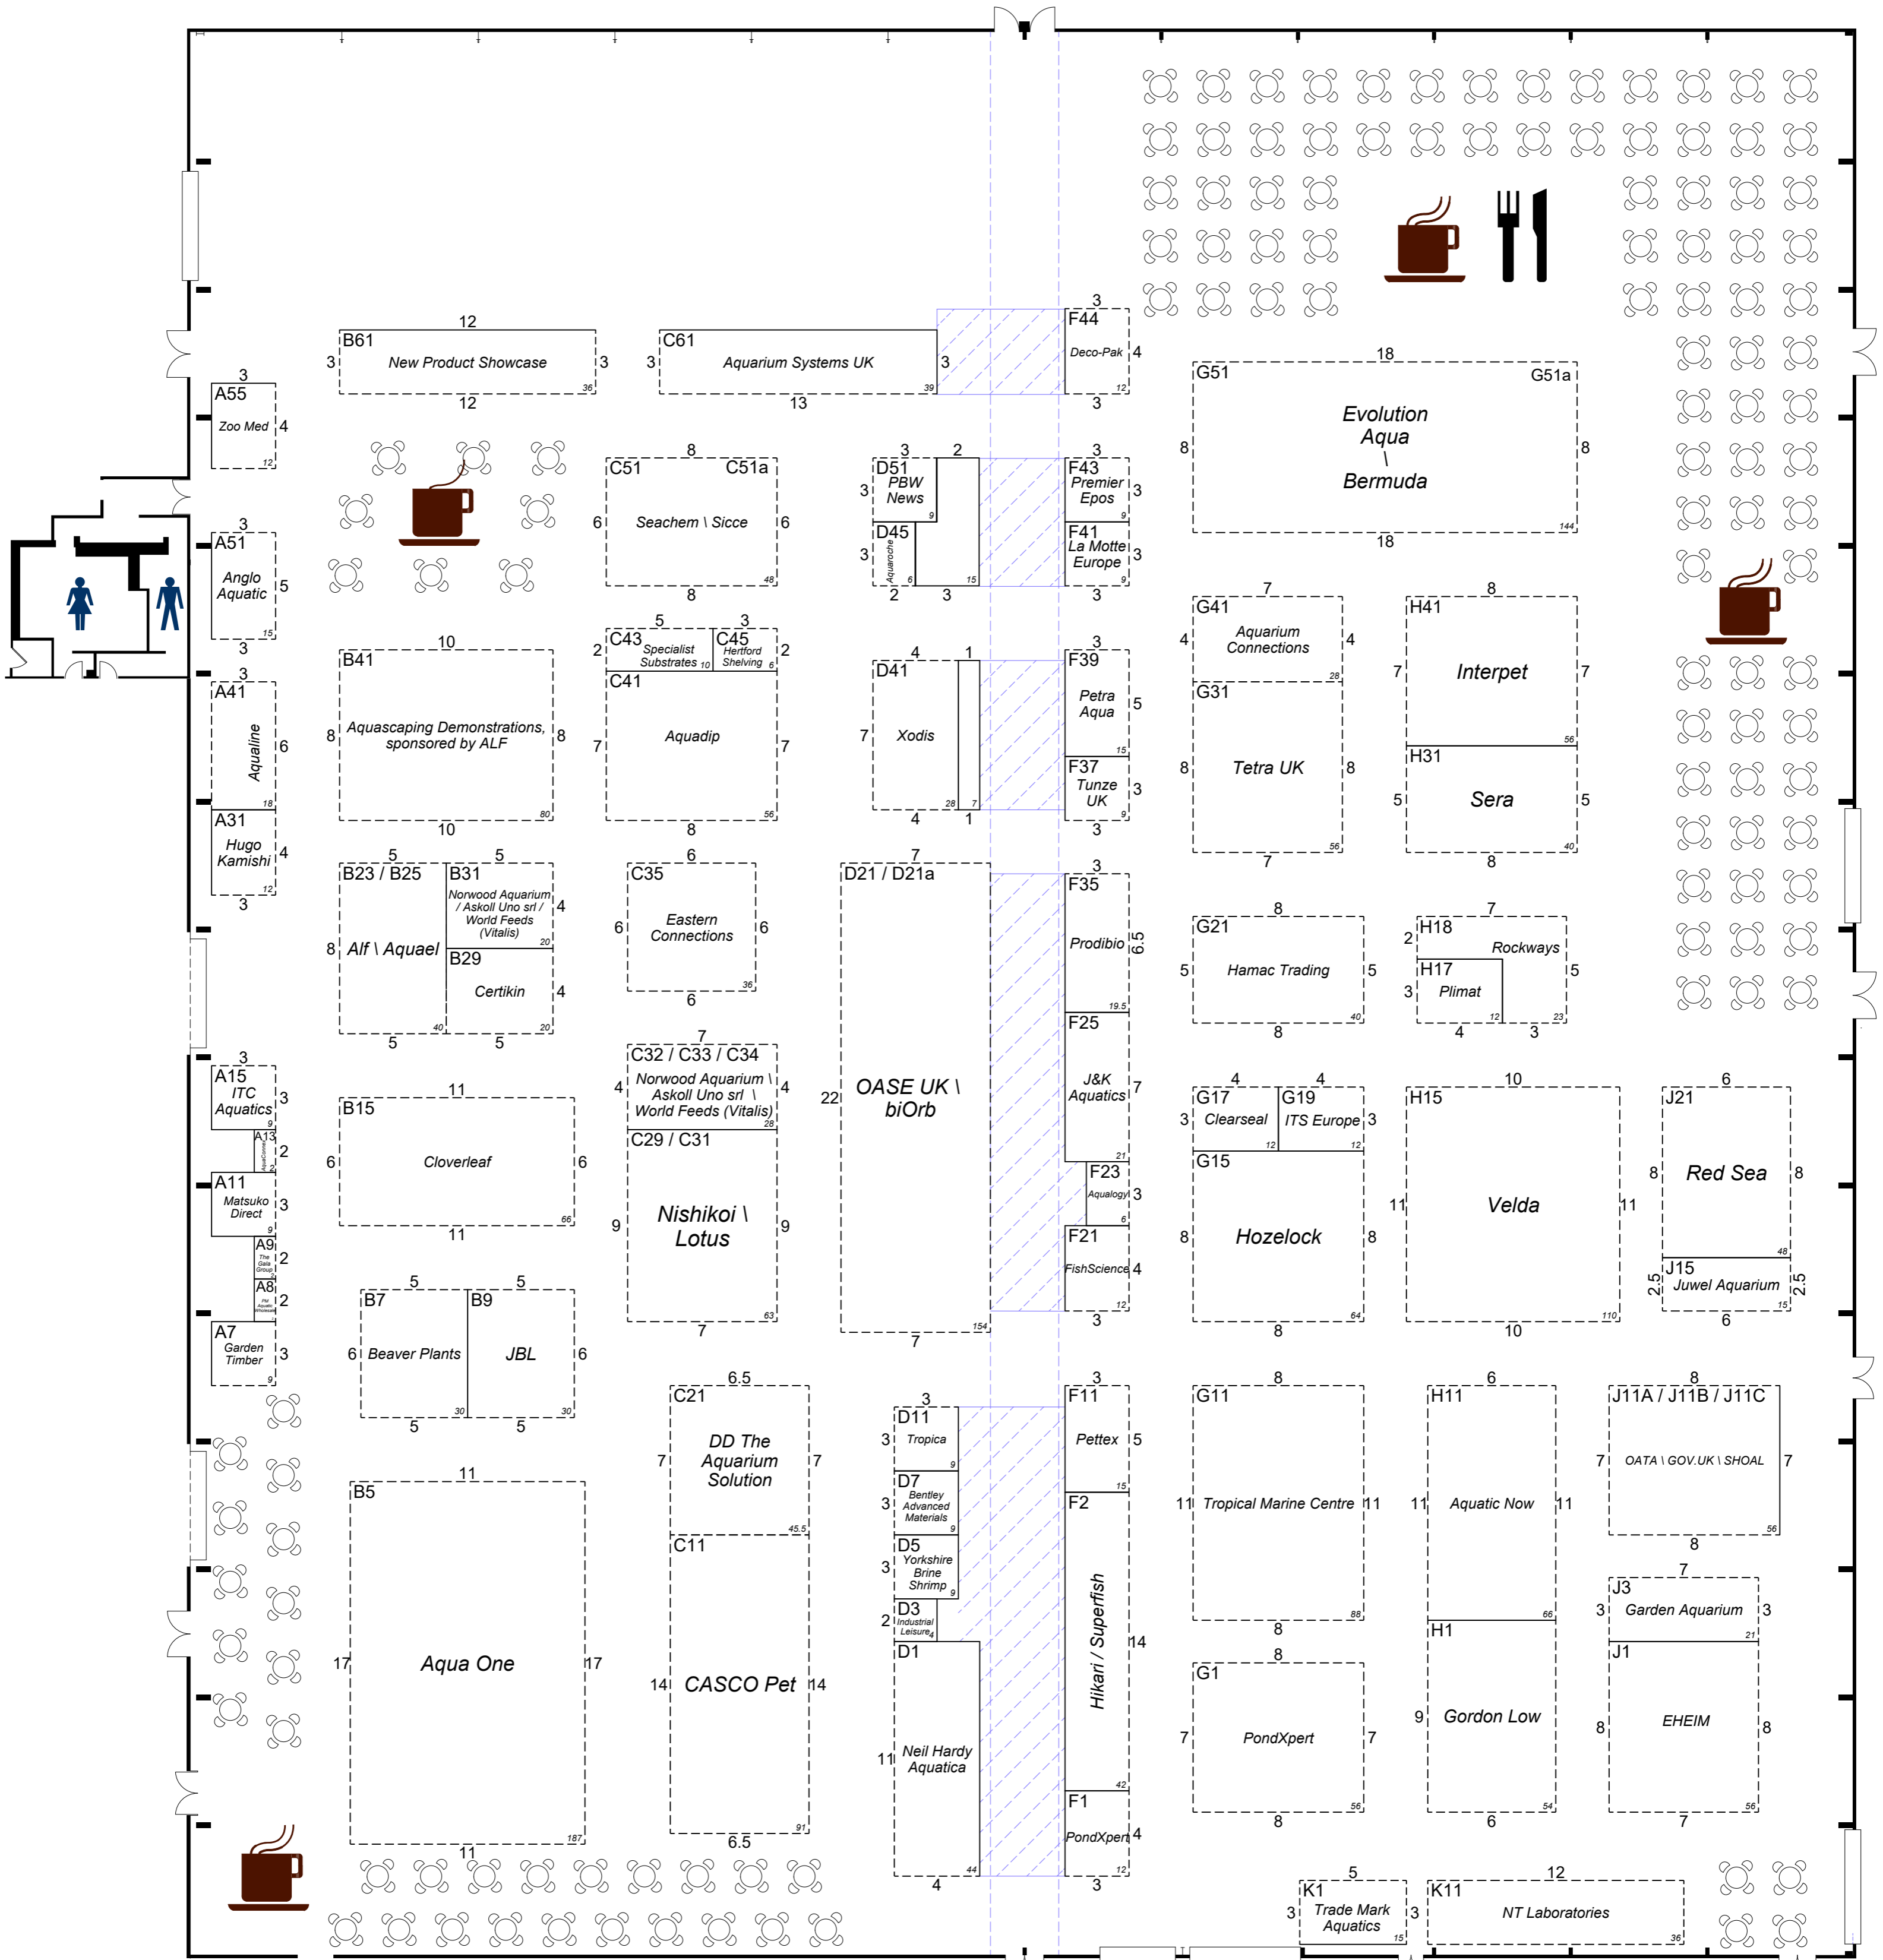 12
B61
3
New Product Showcase
3
36
12
C61
3
Aquarium Systems UK
3
39
13
3
F44
Deco-Pak
4
12
3
18
G51
G51a
8
Evolution
Aqua
\
Bermuda
8
144
18
3
A55
Zoo Med
4
12
3
A51
Anglo
Aquatic
5
15
3
3
A41
Aqualine
6
18
A31
Hugo
Kamishi
4
12
3
8
C51
C51a
6
Seachem \ Sicce
6
48
8
3
2
D51
3
PBW
News
9
D45
3
Aquaroche
6
15
2
3
3
F43
Premier
Epos
3
9
F41
La Motte
Europe
3
9
3
7
G41
4
Aquarium
Connections
4
28
G31
8
Tetra UK
8
56
7
8
H41
7
Interpet
7
56
H31
5
Sera
5
40
8
10
B41
8
Aquascaping Demonstrations,
sponsored by ALF
8
80
10
5
3
C43
2
Specialist
Substrates
10
C45
Hertford
Shelving
2
6
C41
7
Aquadip
7
56
8
4
1
D41
7
Xodis
28
7
4
1
3
F39
Petra
Aqua
5
15
F37
Tunze
UK
3
9
3
5
5
B23 / B25
8
Alf \ Aquael
40
5
B31
Norwood Aquarium
/ Askoll Uno srl /
World Feeds
(Vitalis)
4
20
B29
Certikin
4
20
5
6
C35
6
Eastern
Connections
6
36
6
7
D21 / D21a
22
OASE UK \
biOrb
154
7
3
F35
Prodibio
6.5
19.5
F25
J&K
Aquatics
7
21
F23
Aqualogyl
3
6
F21
FishScience
4
12
3
8
G21
5
Hamac Trading
5
40
8
7
H18
2
Rockways
5
H17
3
Plimat
12
23
4
3
3
A15
ITC
Aquatics
3
9
A13
2
2
A11
Matsuko
Direct
3
9
A9
The
Gaia
Group
2
A8
PM
Aquatic
Wholesale
2
A7
Garden
Timber
3
9
11
B15
6
Cloverleaf
6
66
11
7
C32 / C33 / C34
4
Norwood Aquarium \
Askoll Uno srl \
World Feeds (Vitalis)
4
28
C29 / C31
9
Nishikoi \
Lotus
9
63
7
4
4
G17
3
Clearseal
12
G19
ITS Europe
3
12
G15
8
Hozelock
8
64
8
10
H15
11
Velda
11
110
10
6
J21
8
Red Sea
8
48
J15
2.5
Juwel Aquarium
2.5
15
6
5
5
B7
6
Beaver Plants
30
5
B9
JBL
6
30
5
11
B5
17
Aqua One
17
187
11
6.5
C21
7
DD The
Aquarium
Solution
7
45.5
C11
14
CASCO Pet
14
91
6.5
3
D11
3
Tropica
9
D7
3
Bentley
Advanced
Materials
9
D5
3
Yorkshire
Brine
Shrimp
9
D3
2
Industrial
Leisure
4
D1
11
Neil Hardy
Aquatica
44
4
3
F11
Pettex
5
15
F2
Hikari / Superfish
14
42
F1
PondXpert
4
12
3
8
G11
11
Tropical Marine Centre
11
88
8
8
G1
7
PondXpert
7
56
8
6
H11
11
Aquatic Now
11
66
H1
9
Gordon Low
54
6
8
J11A / J11B / J11C
7
OATA \ GOV.UK \ SHOAL
7
56
8
7
J3
3
Garden Aquarium
3
21
J1
8
EHEIM
8
56
7
5
K1
3
Trade Mark
Aquatics
3
15
12
K11
NT Laboratories
36